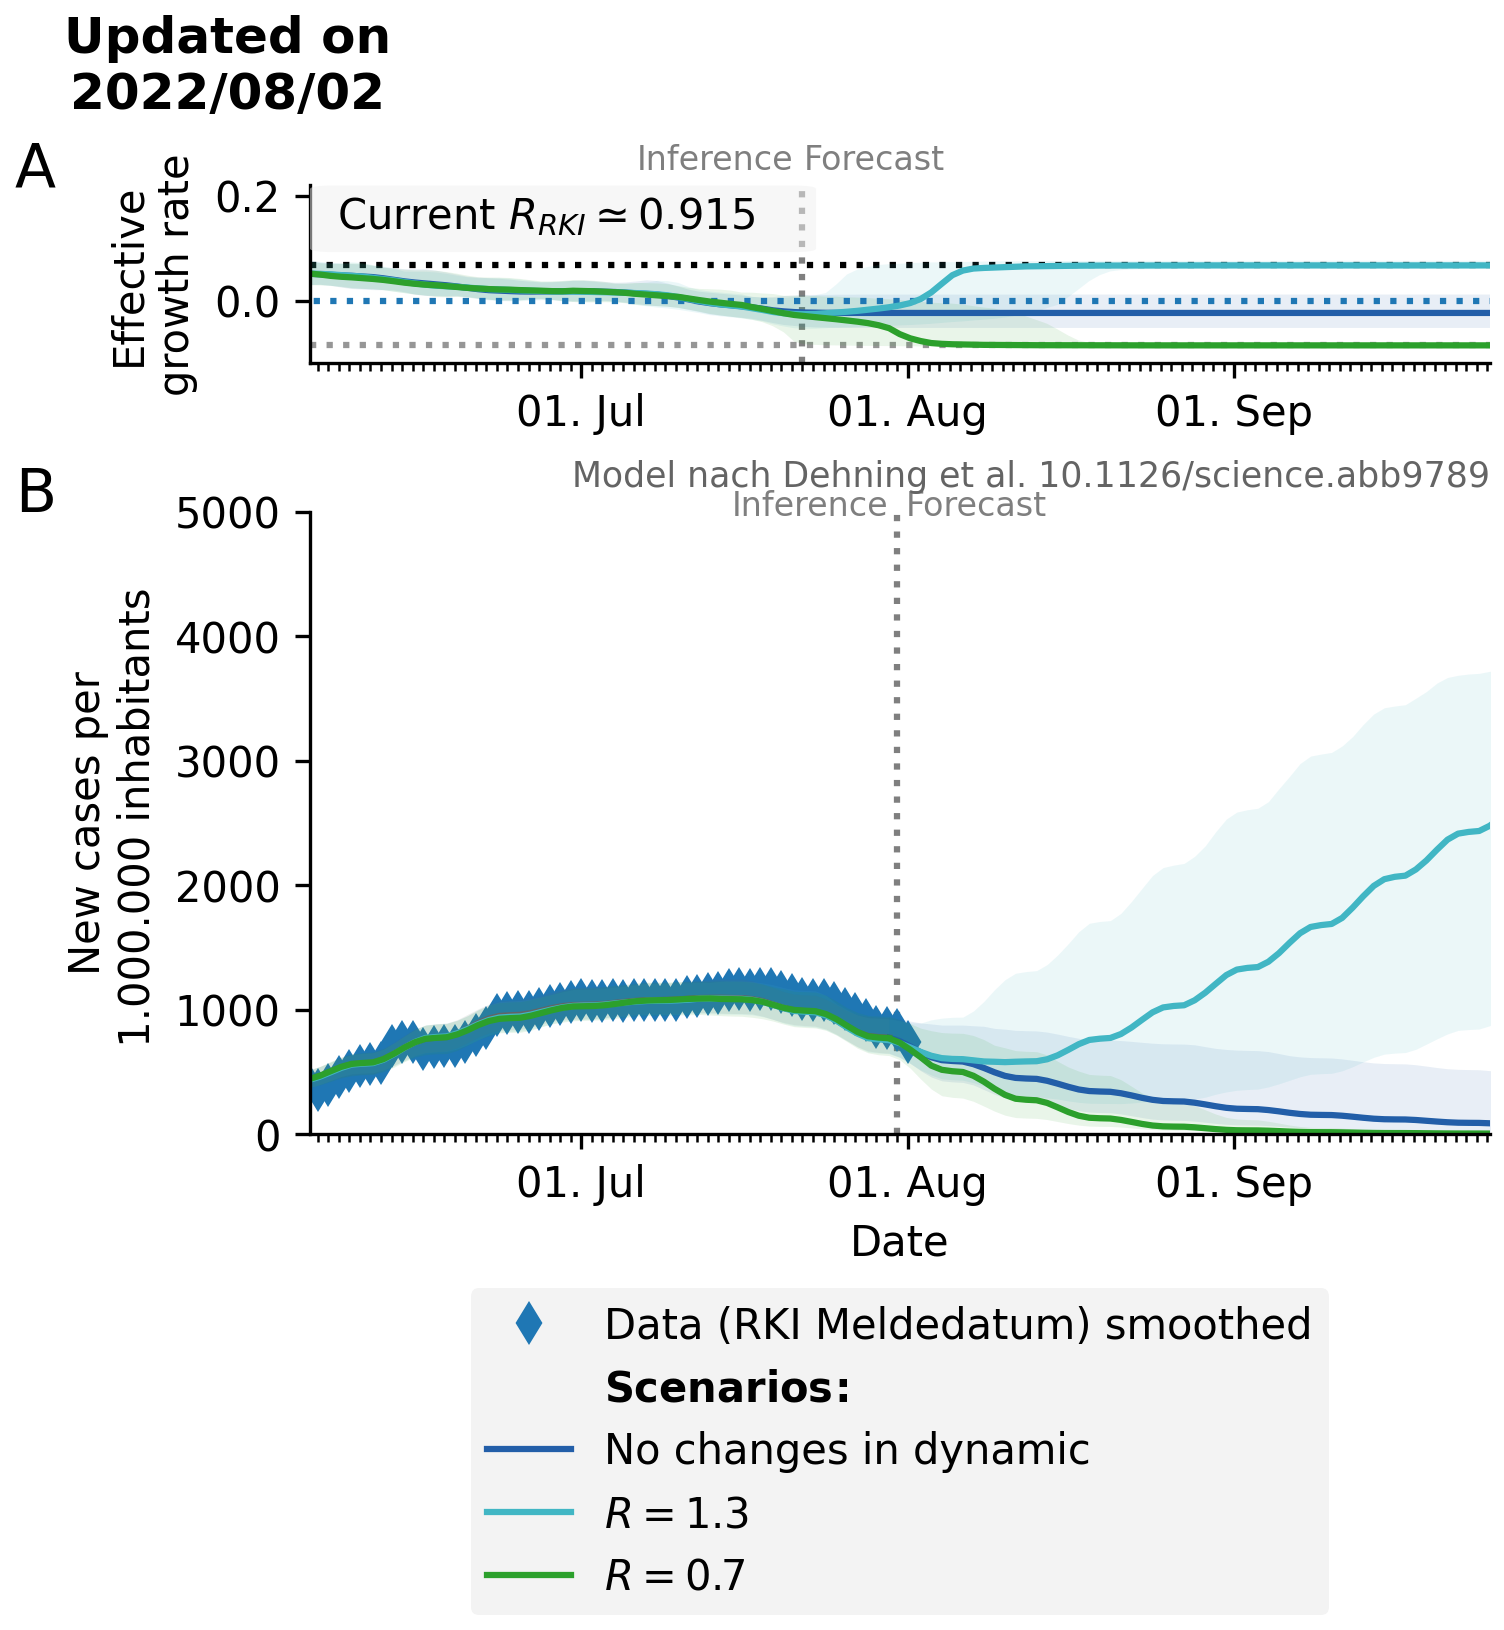 Updated on
2022/08/02
A
Effective
growth rate
Inference Forecast
0.2
Current R_RKI ≃ 0.915
0.0
01. Jul 01. Aug 01. Sep
B
Model nach Dehning et al. 10.1126/science.abb9789
Inference Forecast
New cases per
1.000.000 inhabitants
5000
4000
3000
2000
1000
0
01. Jul 01. Aug 01. Sep
Date
Data (RKI Meldedatum) smoothed
Scenarios:
No changes in dynamic
R = 1.3
R = 0.7